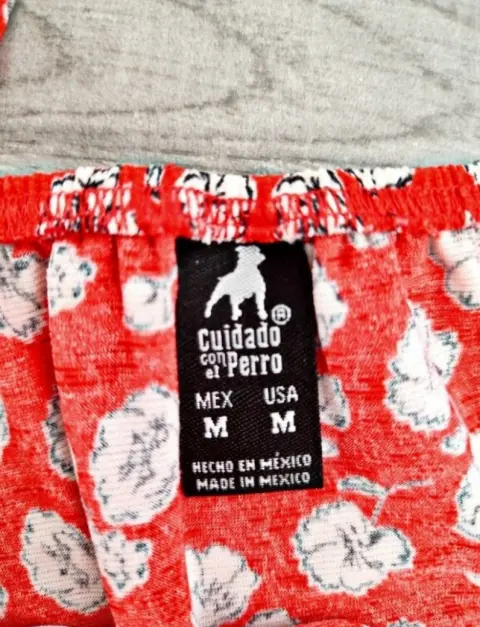 Cuidado ®
con
el Perro
MEX USA
M M
HECHO EN MÉXICO
MADE IN MEXICO